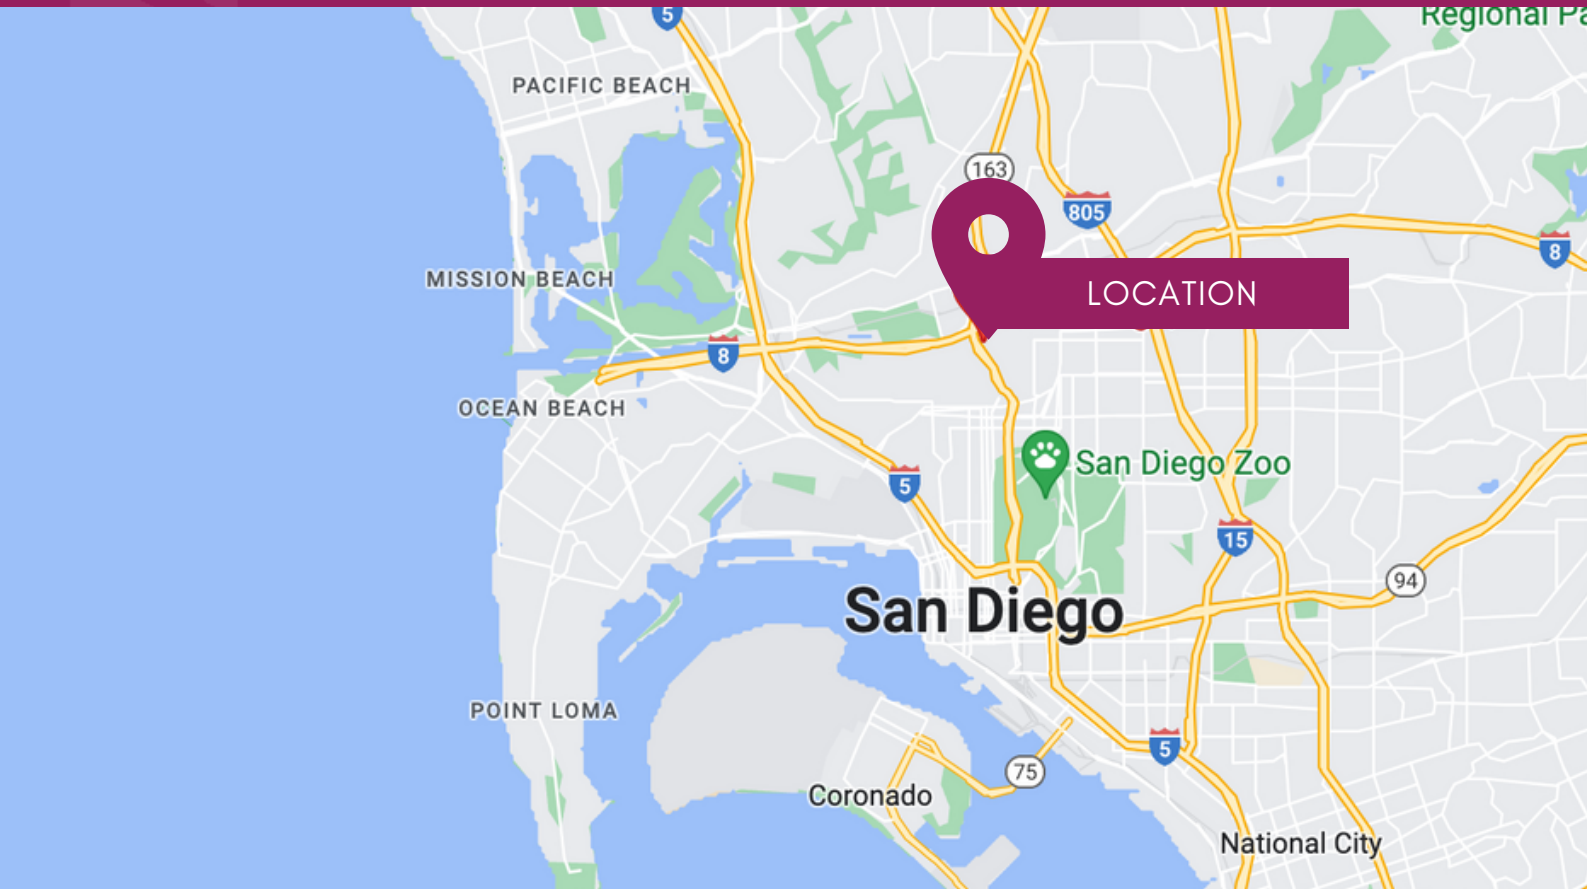 5
Regional Pa
PACIFIC BEACH
163
805
8
MISSION BEACH
LOCATION
8
OCEAN BEACH
San Diego Zoo
5
15
94
San Diego
POINT LOMA
5
75
Coronado
National City